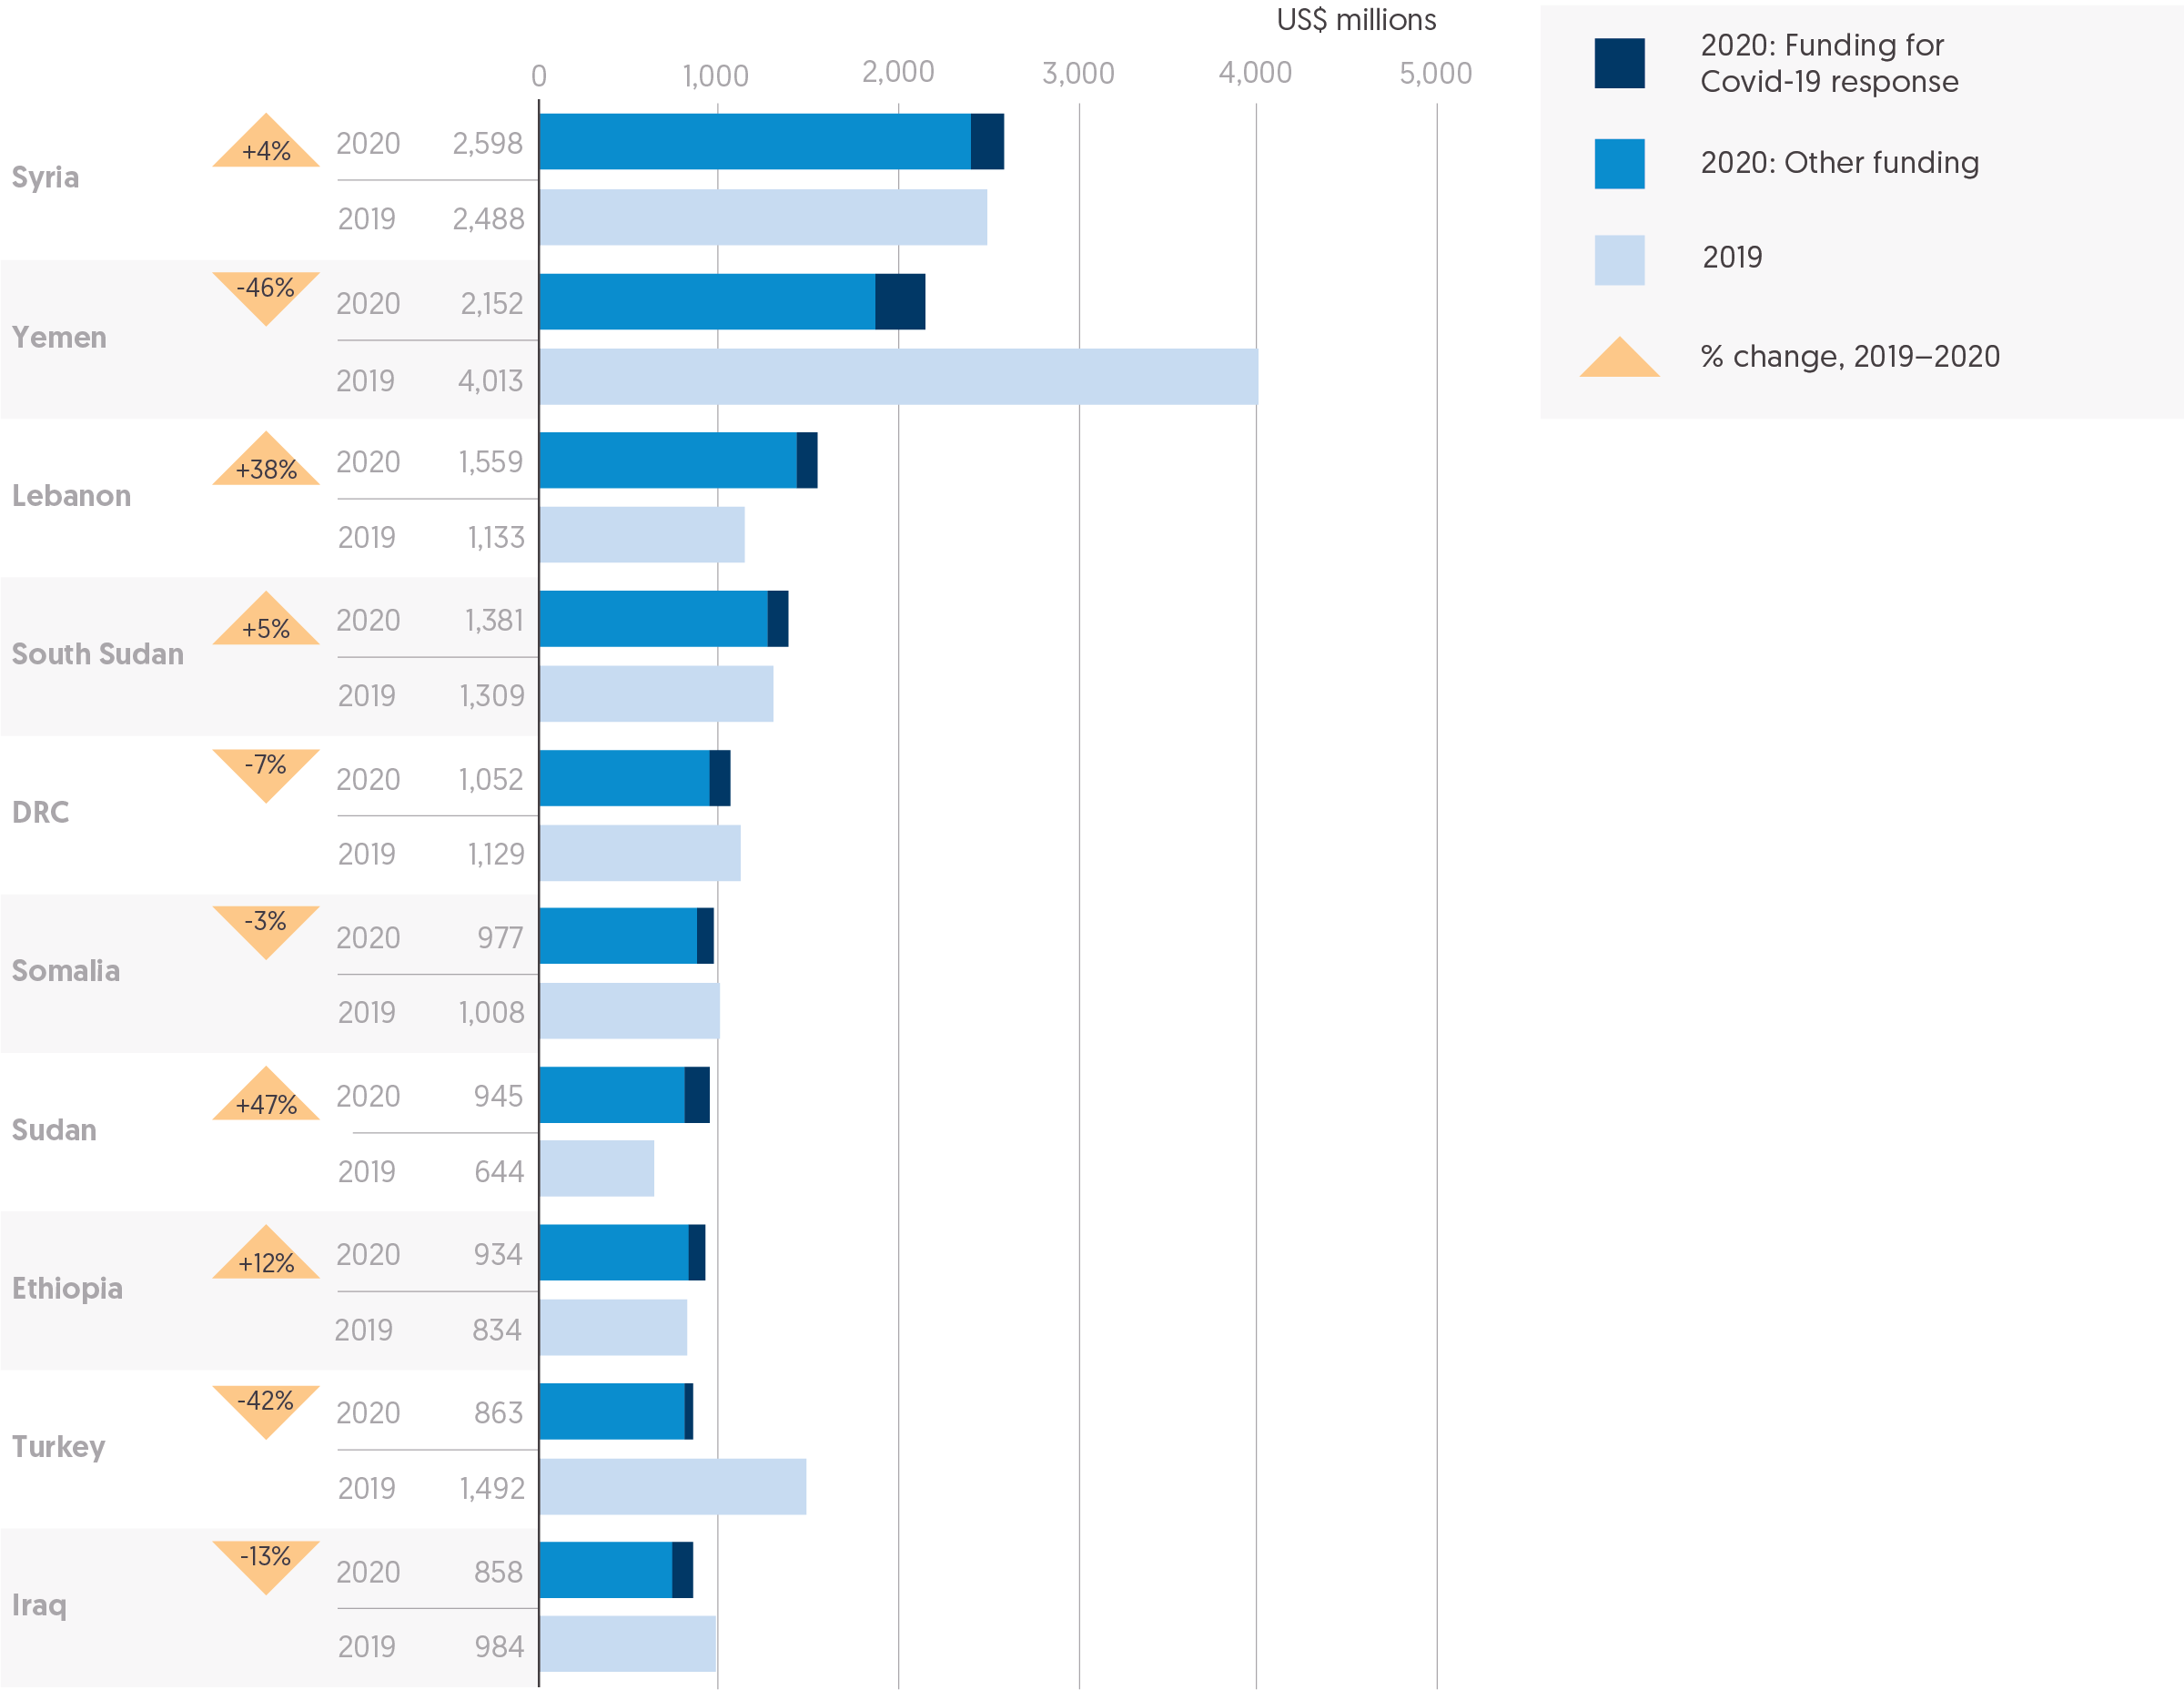 US$ millions
0 1,000 2,000 3,000 4,000 5,000
2020: Funding for
Covid-19 response
2020: Other funding
2019
% change, 2019–2020
Syria
+4%
2020 2,598
2019 2,488
Yemen
-46%
2020 2,152
2019 4,013
Lebanon
+38%
2020 1,559
2019 1,133
South Sudan
+5%
2020 1,381
2019 1,309
DRC
-7%
2020 1,052
2019 1,129
Somalia
-3%
2020 977
2019 1,008
Sudan
+47%
2020 945
2019 644
Ethiopia
+12%
2020 934
2019 834
Turkey
-42%
2020 863
2019 1,492
Iraq
-13%
2020 858
2019 984